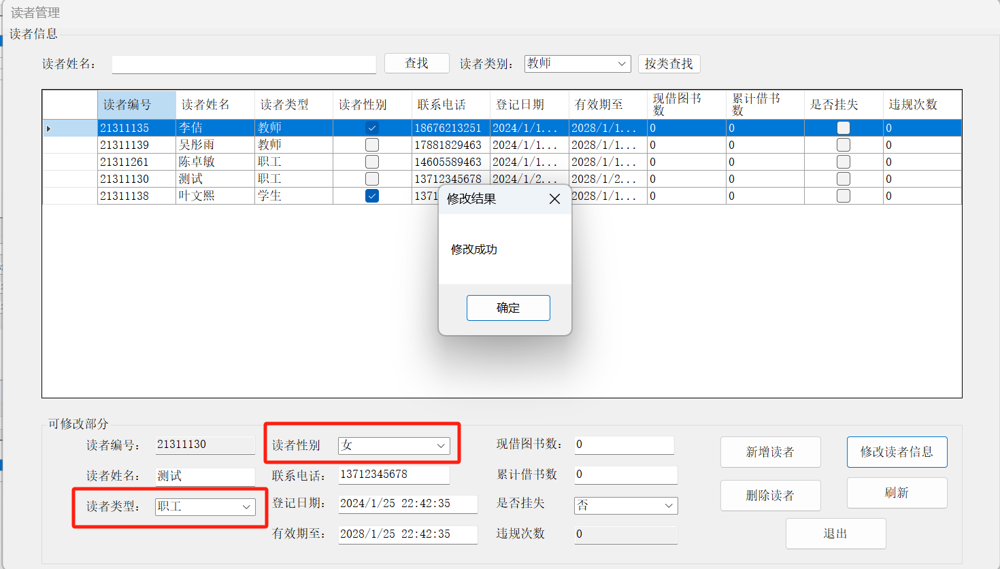 读者管理
读者信息
读者姓名： 查找 读者类别： 教师 按类查找
读者编号 读者姓名 读者类型 读者性别 联系电话 登记日期 有效期至 现借图书数 累计借书数 是否挂失 违规次数
21311135 李佶 教师 18676213251 2024/1/1... 2028/1/1... 0 0 0
21311139 吴彤雨 教师 17881829463 2024/1/1... 2028/1/1... 0 0 0
21311261 陈卓敏 职工 14605589463 2024/1/1... 2028/1/1... 0 0 0
21311130 测试 职工 13712345678 2024/1/2... 2028/1/2... 0 0 0
21311138 叶文熙 学生 1371 2028/1/1... 0 0 0
修改结果
修改成功
确定
可修改部分
读者编号： 21311130 读者性别 女 现借图书数： 0 新增读者 修改读者信息
读者姓名： 测试 联系电话： 13712345678 累计借书数 0
读者类型： 职工 登记日期： 2024/1/25 22:42:35 是否挂失 否 删除读者 刷新
有效期至： 2028/1/25 22:42:35 违规次数 0 退出